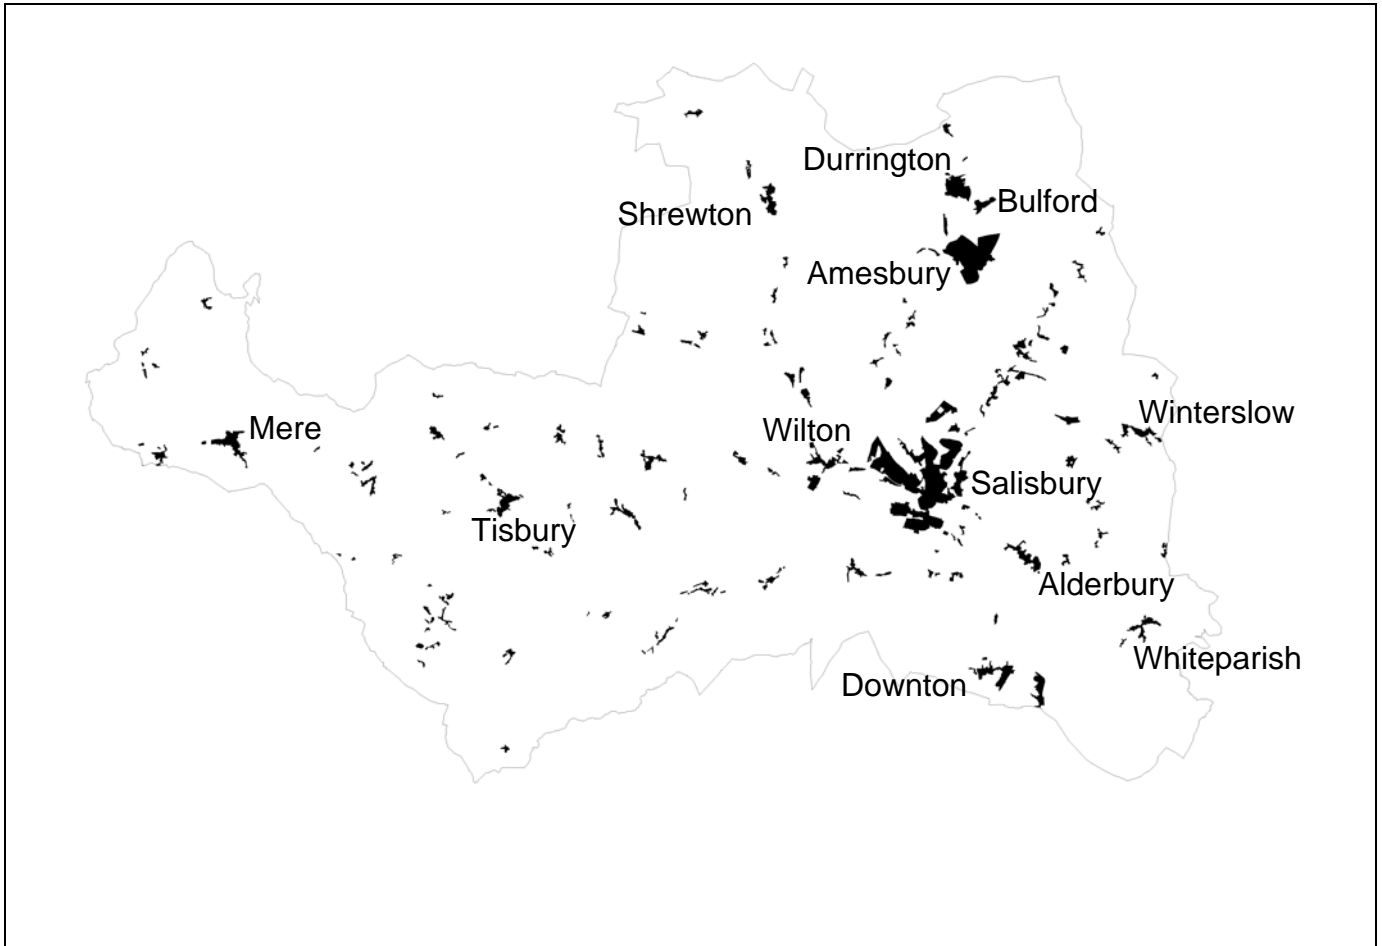 Durrington
Bulford
Shrewton
Amesbury
Winterslow
Mere
Wilton
Salisbury
Tisbury
Alderbury
Whiteparish
Downton